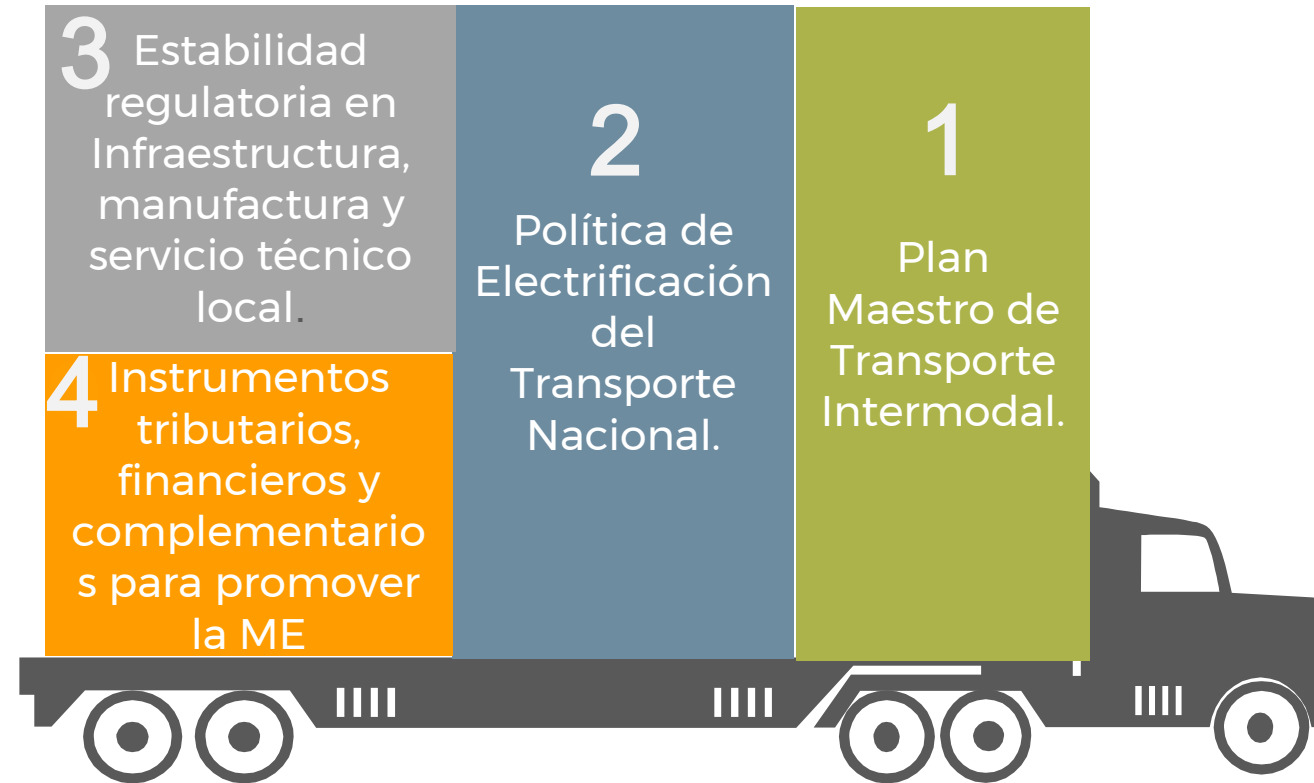 3 Estabilidad
regulatoria en
Infraestructura,
manufactura y
servicio técnico
local.
4 Instrumentos
tributarios,
financieros y
complementario
s para promover
la ME
2
Política de
Electrificación
del
Transporte
Nacional.
1
Plan
Maestro de
Transporte
Intermodal.